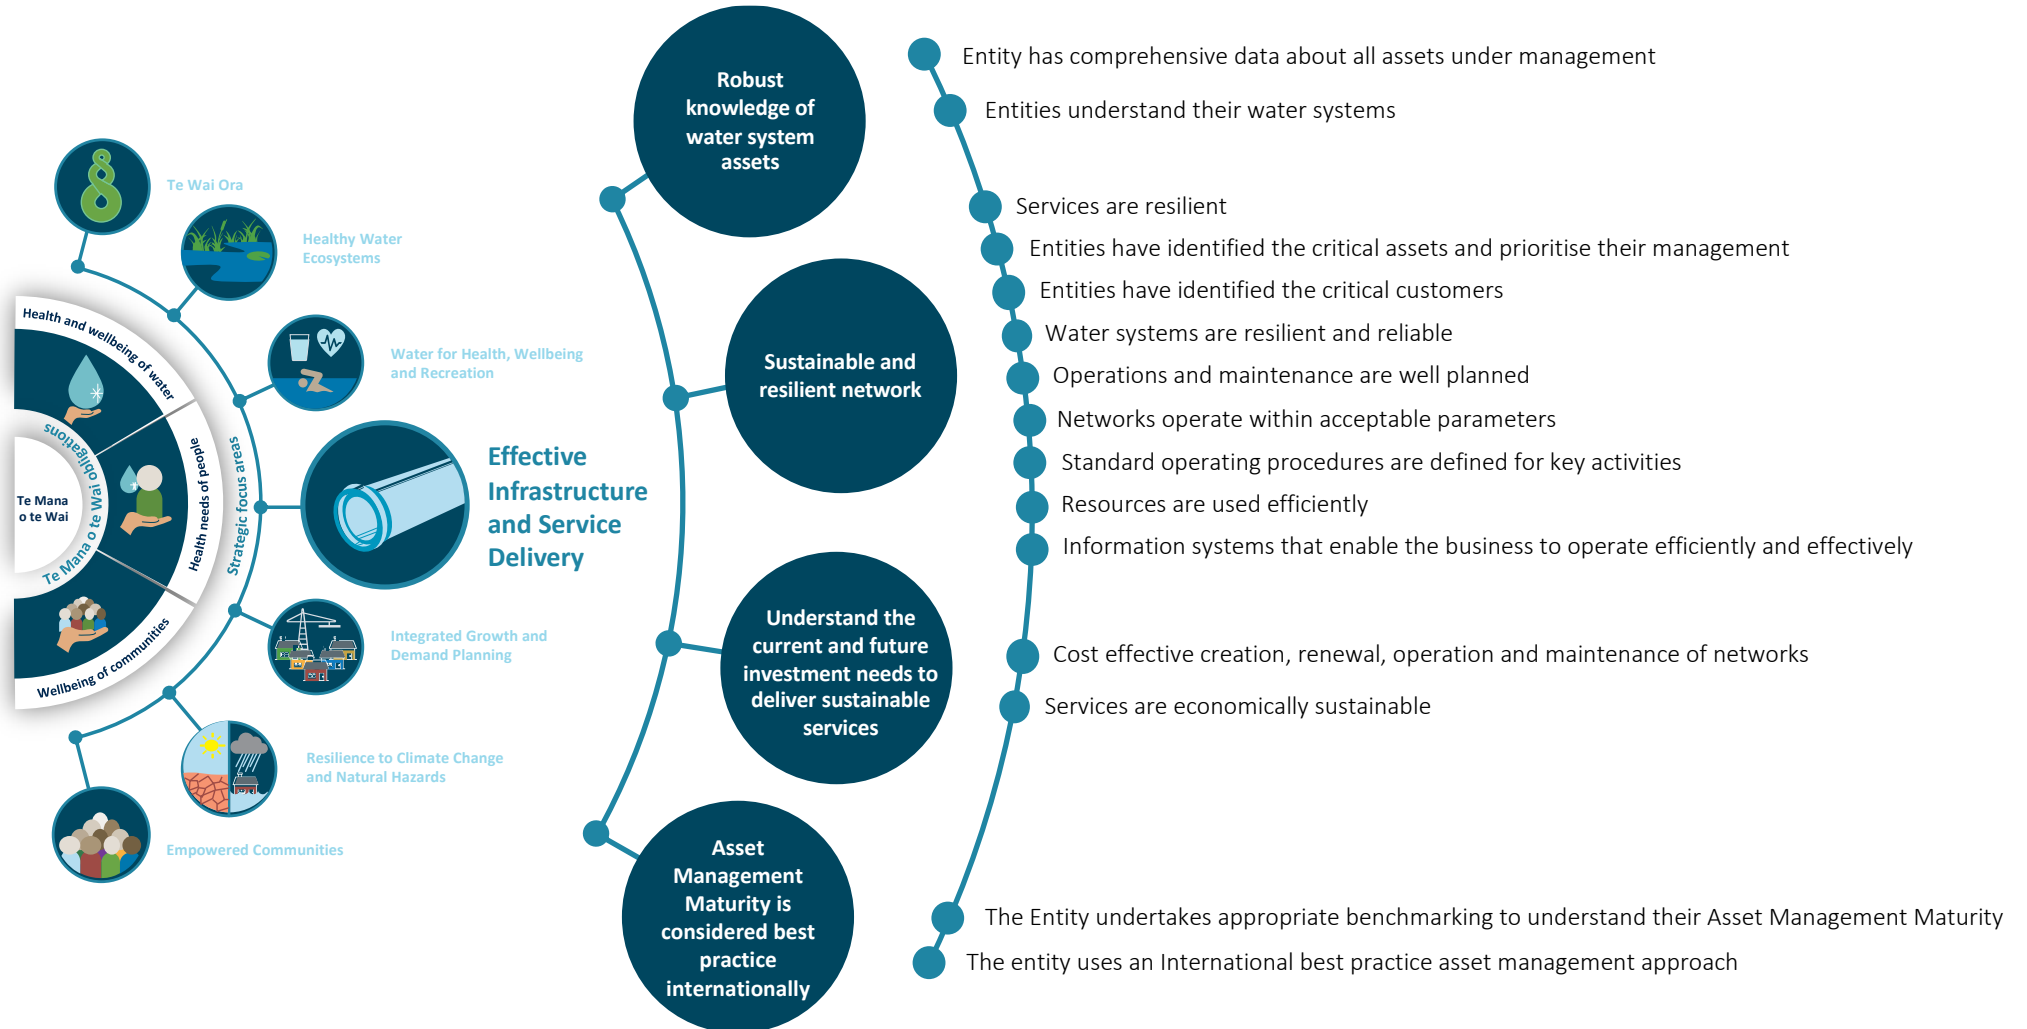 Te Mana
o te Wai
Te Mana o te Wai obligations
Health and wellbeing of water
Health needs of people
Wellbeing of communities
Strategic focus areas
Te Wai Ora
Healthy Water
Ecosystems
Water for Health, Wellbeing
and Recreation
Effective
Infrastructure
and Service
Delivery
Integrated Growth and
Demand Planning
Resilience to Climate Change
and Natural Hazards
Empowered Communities
Robust
knowledge of
water system
assets
Sustainable and
resilient network
Understand the
current and future
investment needs to
deliver sustainable
services
Asset
Management
Maturity is
considered best
practice
internationally
Entity has comprehensive data about all assets under management
Entities understand their water systems
Services are resilient
Entities have identified the critical assets and prioritise their management
Entities have identified the critical customers
Water systems are resilient and reliable
Operations and maintenance are well planned
Networks operate within acceptable parameters
Standard operating procedures are defined for key activities
Resources are used efficiently
Information systems that enable the business to operate efficiently and effectively
Cost effective creation, renewal, operation and maintenance of networks
Services are economically sustainable
The Entity undertakes appropriate benchmarking to understand their Asset Management Maturity
The entity uses an International best practice asset management approach